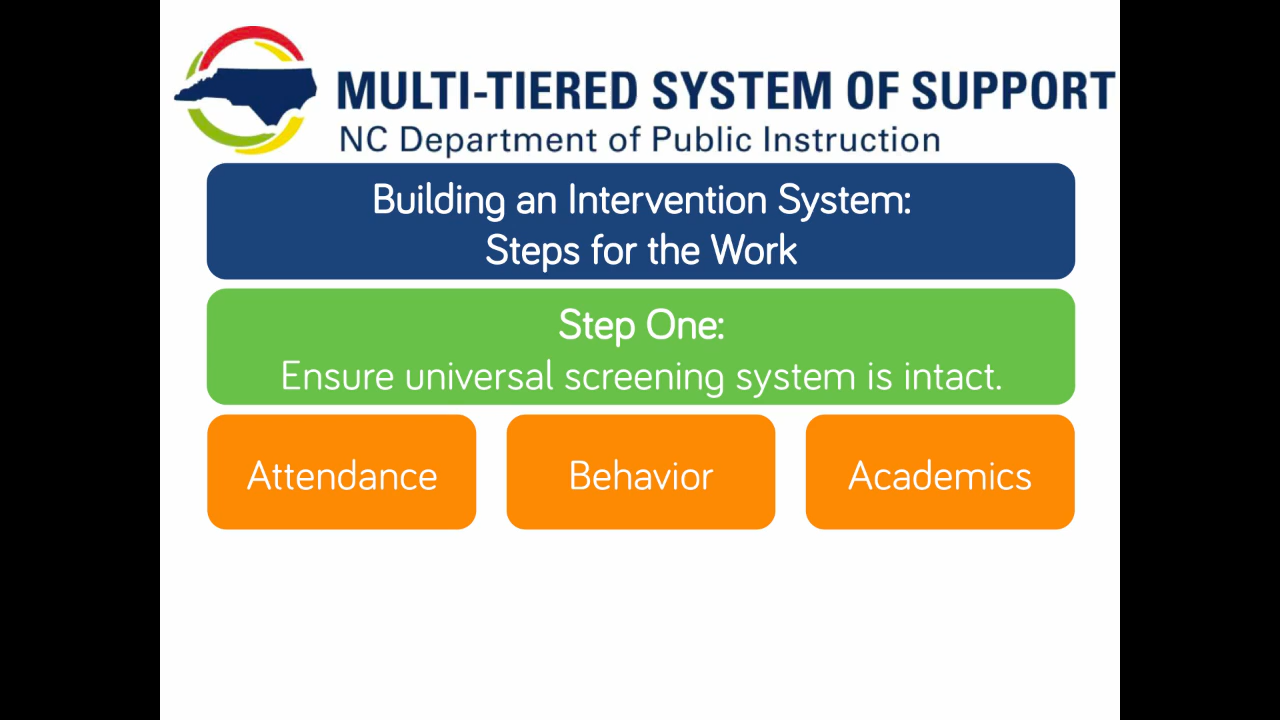 MULTI-TIERED SYSTEM OF SUPPORT
NC Department of Public Instruction
Building an Intervention System:
Steps for the Work
Step One:
Ensure universal screening system is intact.
Attendance
Behavior
Academics